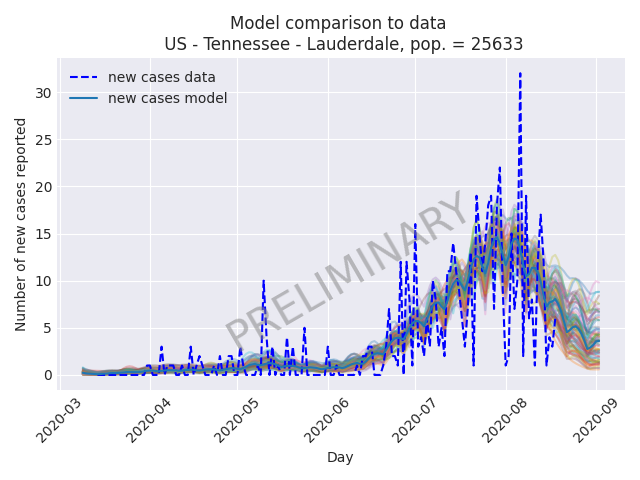 Model comparison to data
US - Tennessee - Lauderdale, pop. = 25633
new cases data
new cases model
PRELIMINARY
Number of new cases reported
30
25
20
15
10
5
0
2020-03
2020-04
2020-05
2020-06
2020-07
2020-08
2020-09
Day